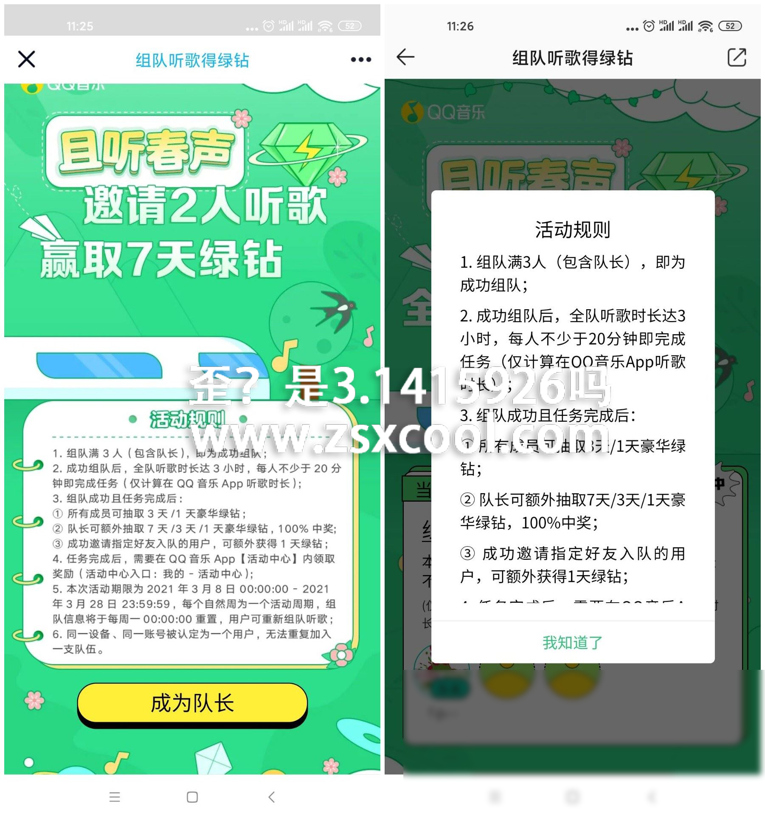 11:25
52
组队听歌得绿钻
QQ音乐
且听春声
邀请2人听歌
赢取7天绿钻
活动规则
1. 组队满 3 人（包含队长），即为成功组队；
2. 成功组队后，全队听歌时长达 3 小时，每人不少于 20 分
钟即完成任务（仅计算在 QQ 音乐 App 听歌时长）；
3. 组队成功且任务完成后：
① 所有成员可抽取 3 天 /1 天豪华绿钻；
② 队长可额外抽取 7 天 /3 天 /1 天豪华绿钻，100% 中奖；
③ 成功邀请指定好友入队的用户，可额外获得 1 天绿钻；
4. 任务完成后，需要在 QQ 音乐 App【活动中心】内领取
奖励（活动中心入口：我的 - 活动中心）；
5. 本次活动期限为 2021 年 3 月 8 日 00:00:00 - 2021
年 3 月 28 日 23:59:59，每个自然周为一个活动周期，组
队信息将于每周一 00:00:00 重置，用户可重新组队听歌；
6. 同一设备、同一账号被认定为一个用户，无法重复加入
一支队伍。
成为队长
11:26
52
组队听歌得绿钻
QQ音乐
且听春声
活动规则
1. 组队满3人（包含队长），即为
成功组队；
2. 成功组队后，全队听歌时长达3
小时，每人不少于20分钟即完成
任务（仅计算在QQ音乐App听歌
时长）；
3. 组队成功且任务完成后：
① 所有成员可抽取3天/1天豪华绿
钻；
② 队长可额外抽取7天/3天/1天豪
华绿钻，100%中奖；
③ 成功邀请指定好友入队的用
户，可额外获得1天绿钻；
我知道了
歪？是3.1415926吗
www.zsxcool.com